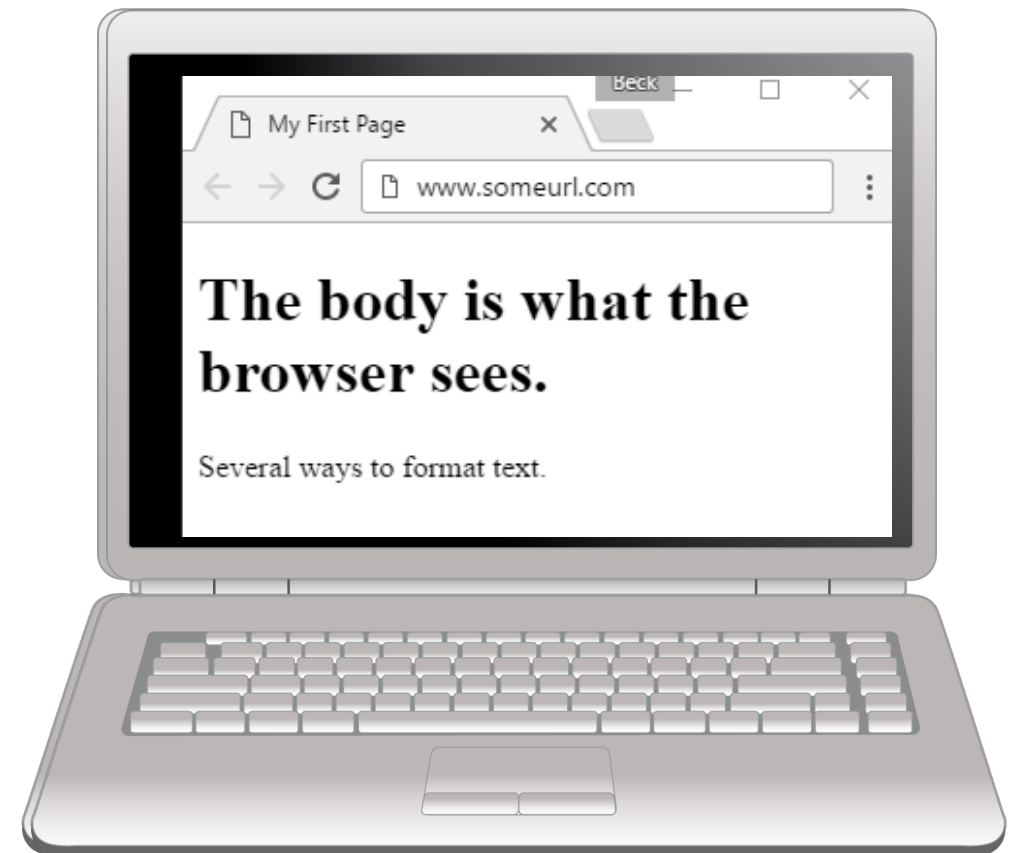 Beck
My First Page
www.someurl.com
The body is what the
browser sees.
Several ways to format text.